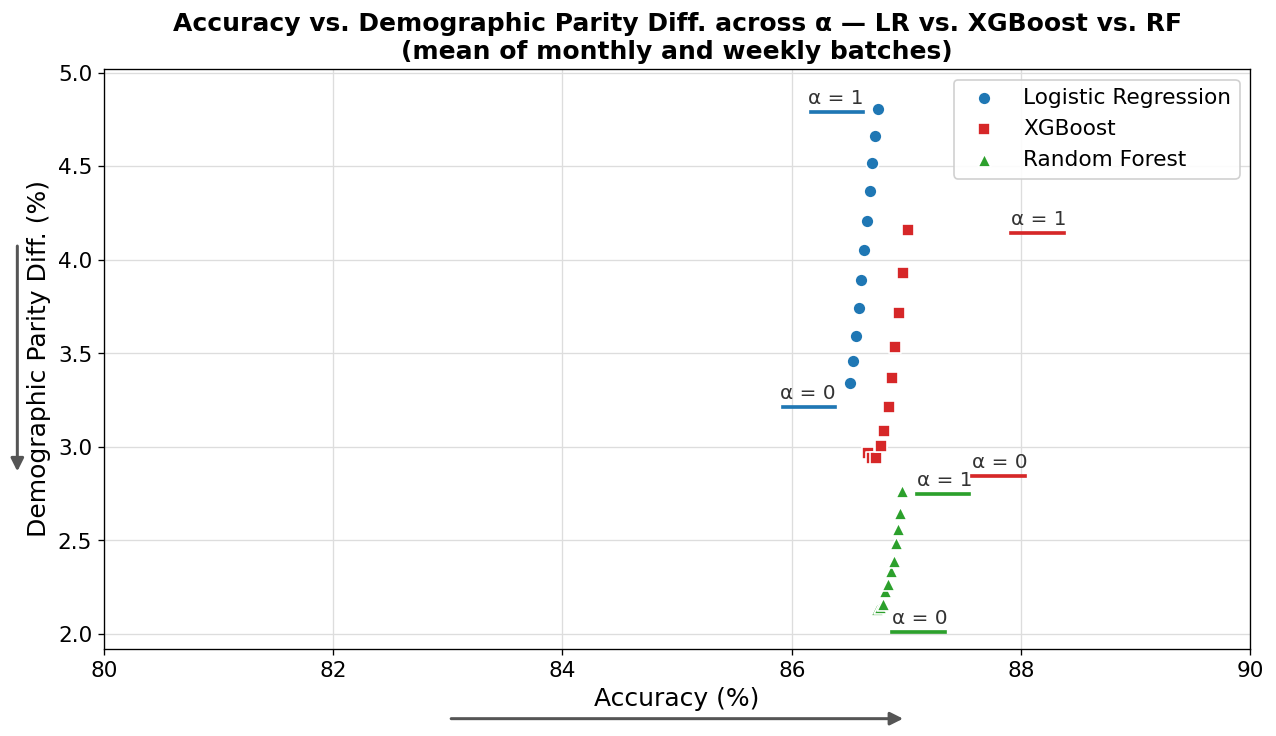 Accuracy vs. Demographic Parity Diff. across α — LR vs. XGBoost vs. RF
(mean of monthly and weekly batches)
Demographic Parity Diff. (%)
5.0
4.5
4.0
3.5
3.0
2.5
2.0
α = 1
Logistic Regression
XGBoost
Random Forest
α = 1
α = 0
α = 0
α = 1
α = 0
80
82
84
86
88
90
Accuracy (%)